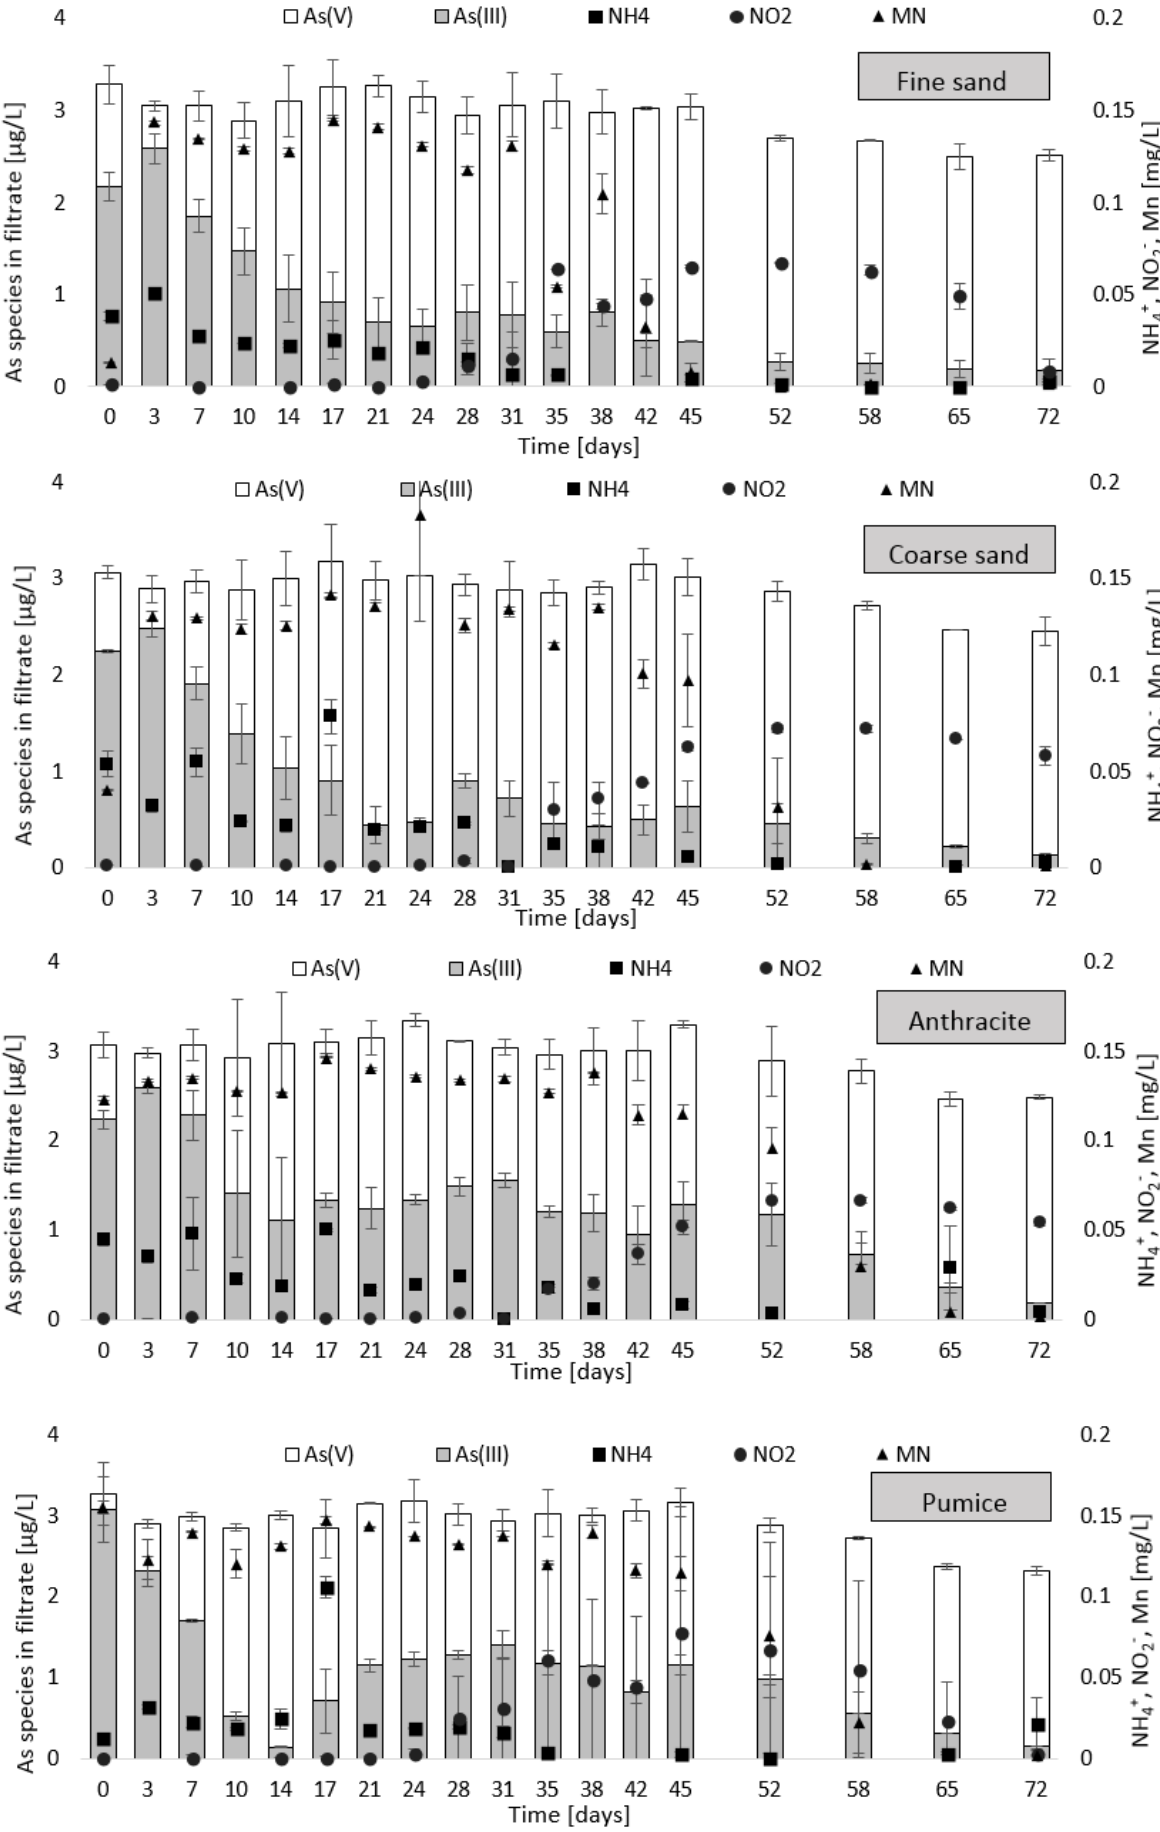 4 As(V) As(III) NH4 NO2 MN 0.2
Fine sand
3 0.15
2 0.1
1 0.05
0 0
As species in filtrate [µg/L]
NH₄⁺, NO₂⁻, Mn [mg/L]
0 3 7 10 14 17 21 24 28 31 35 38 42 45 52 58 65 72
Time [days]
4 As(V) As(III) NH4 NO2 MN 0.2
Coarse sand
3 0.15
2 0.1
1 0.05
0 0
As species in filtrate [µg/L]
NH₄⁺ NO₂⁻ Mn [mg/L]
0 3 7 10 14 17 21 24 28 31 35 38 42 45 52 58 65 72
Time [days]
4 As(V) As(III) NH4 NO2 MN 0.2
Anthracite
3 0.15
2 0.1
1 0.05
0 0
As species in filtrate [µg/L]
NH₄⁺, NO₂⁻, Mn [mg/L]
0 3 7 10 14 17 21 24 28 31 35 38 42 45 52 58 65 72
Time [days]
4 As(V) As(III) NH4 NO2 MN 0.2
Pumice
3 0.15
2 0.1
1 0.05
0 0
As species in filtrate [µg/L]
NH₄⁺, NO₂⁻, Mn [mg/L]
0 3 7 10 14 17 21 24 28 31 35 38 42 45 52 58 65 72
Time [days]